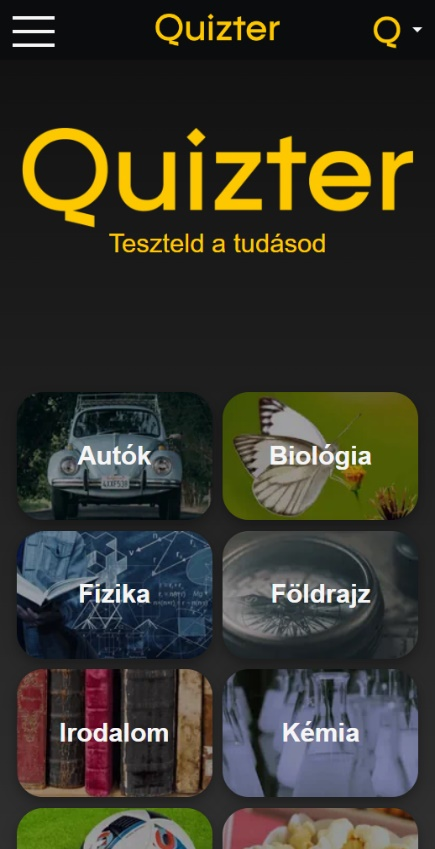 Quizter
Q
Quizter
Teszteld a tudásod
Autók
Biológia
Fizika
Földrajz
Irodalom
Kémia